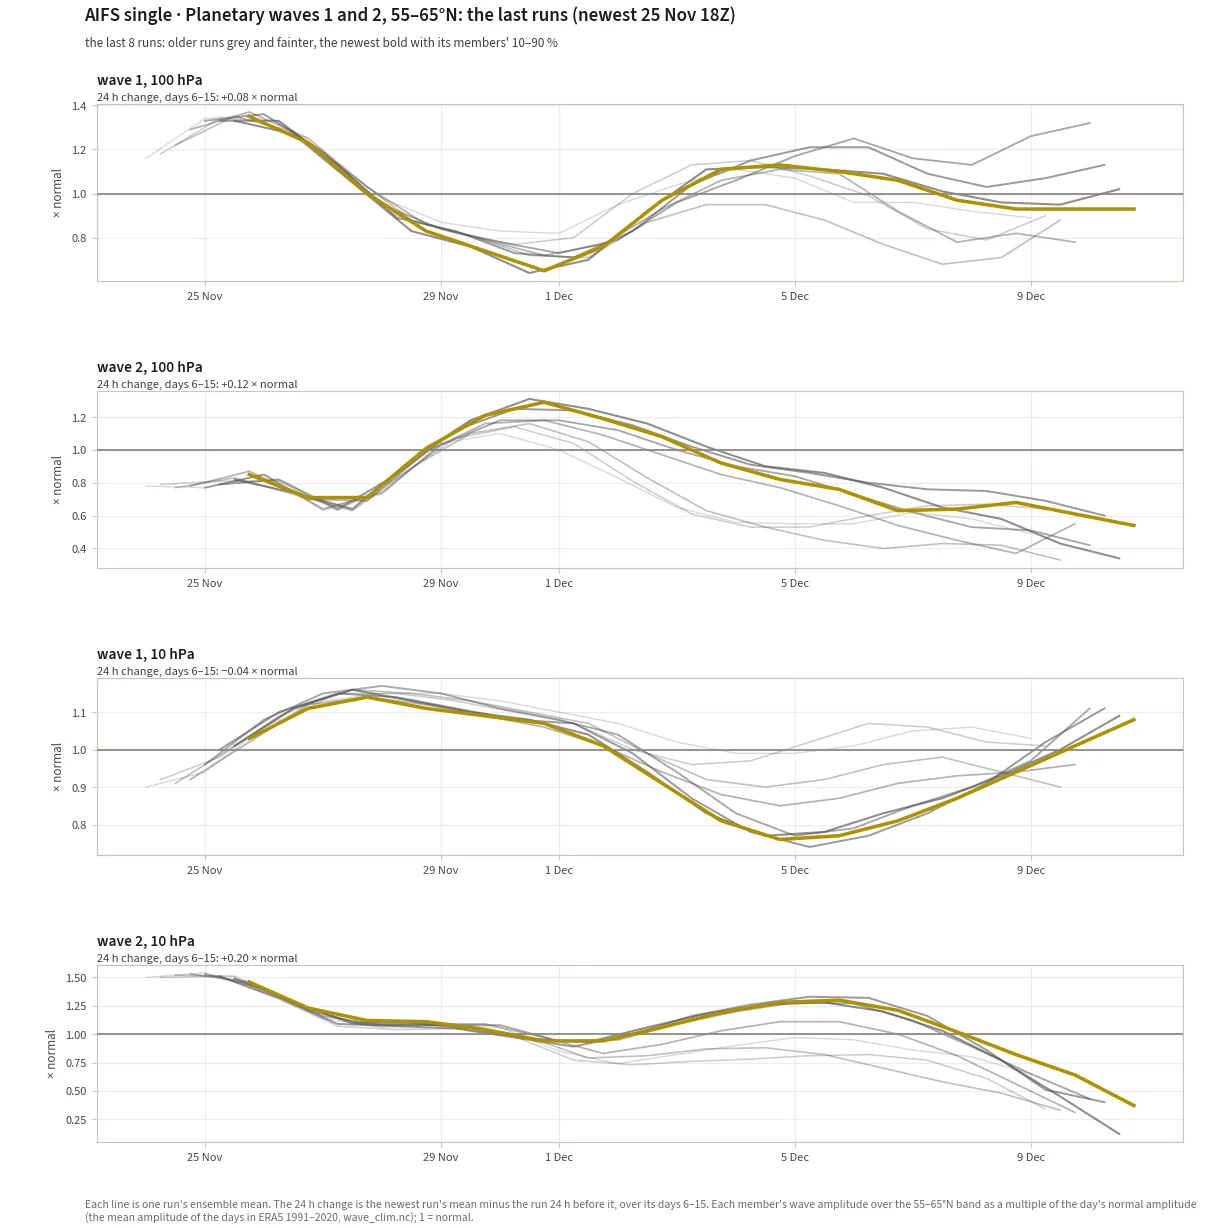 AIFS single · Planetary waves 1 and 2, 55–65°N: the last runs (newest 25 Nov 18Z)
the last 8 runs: older runs grey and fainter, the newest bold with its members' 10–90 %
wave 1, 100 hPa
24 h change, days 6–15: +0.08 × normal
1.4
1.2
1.0
0.8
× normal
25 Nov
29 Nov
1 Dec
5 Dec
9 Dec
wave 2, 100 hPa
24 h change, days 6–15: +0.12 × normal
1.2
1.0
0.8
0.6
0.4
× normal
25 Nov
29 Nov
1 Dec
5 Dec
9 Dec
wave 1, 10 hPa
24 h change, days 6–15: −0.04 × normal
1.1
1.0
0.9
0.8
× normal
25 Nov
29 Nov
1 Dec
5 Dec
9 Dec
wave 2, 10 hPa
24 h change, days 6–15: +0.20 × normal
1.50
1.25
1.00
0.75
0.50
0.25
× normal
25 Nov
29 Nov
1 Dec
5 Dec
9 Dec
Each line is one run's ensemble mean. The 24 h change is the newest run's mean minus the run 24 h before it, over its days 6–15. Each member's wave amplitude over the 55–65°N band as a multiple of the day's normal amplitude
(the mean amplitude of the days in ERA5 1991–2020, wave_clim.nc); 1 = normal.